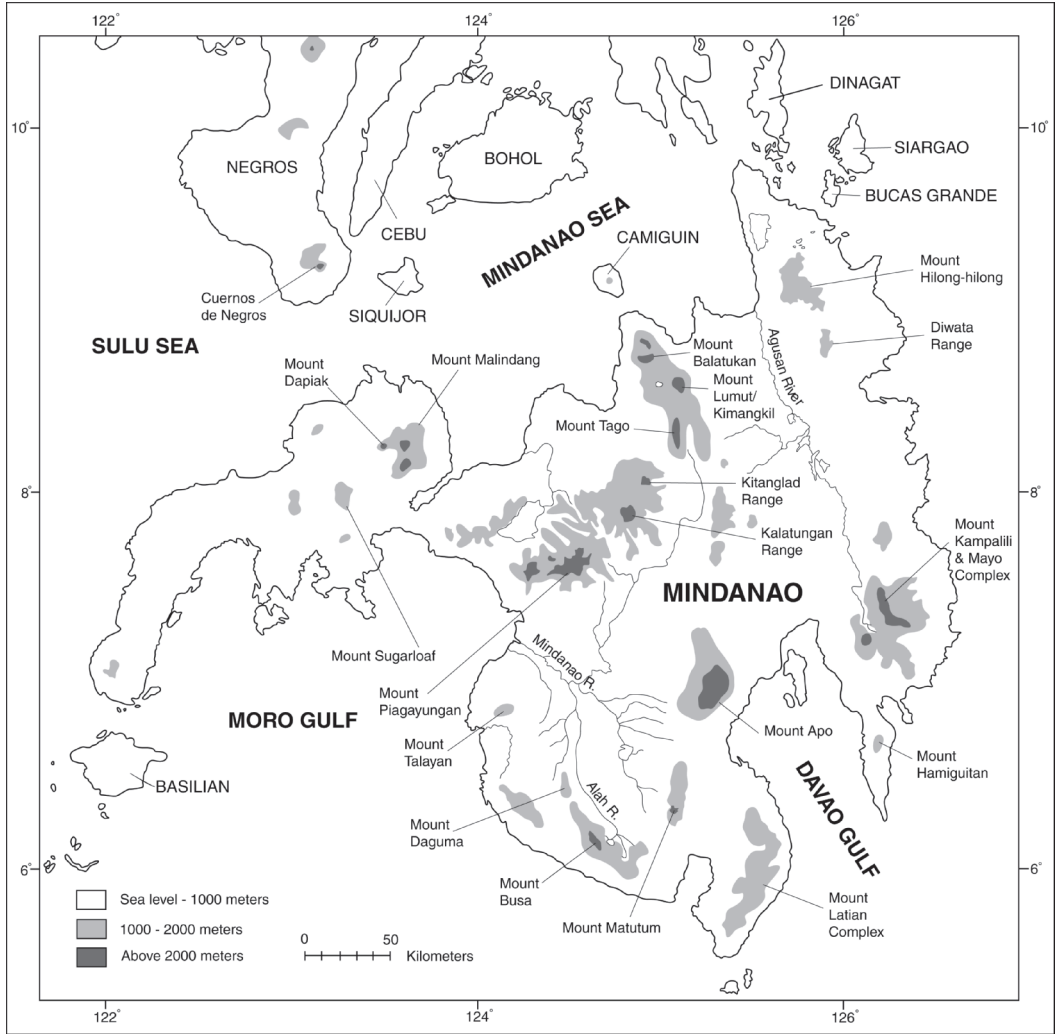 122°
124°
126°
10°
10°
8°
8°
6°
6°
122°
124°
126°
DINAGAT
SIARGAO
BUCAS GRANDE
BOHOL
NEGROS
CEBU
MINDANAO SEA
CAMIGUIN
SIQUIJOR
Cuernos
de Negros
SULU SEA
Mount
Hilong-hilong
Diwata
Range
Agusan River
Mount
Balatukan
Mount
Lumut/
Kimangkil
Mount Tago
Mount
Dapiak
Mount Malindang
Kitanglad
Range
Kalatungan
Range
Mount
Kampalili
& Mayo
Complex
MINDANAO
Mount Sugarloaf
Mount
Piagayungan
Mindanao R.
MORO GULF
Mount
Talayan
Mount Apo
Mount
Hamiguitan
BASILIAN
DAVAO GULF
Alah R.
Mount
Daguma
Mount
Busa
Mount Matutum
Mount
Latian
Complex
Sea level - 1000 meters
1000 - 2000 meters
Above 2000 meters
0
50
Kilometers